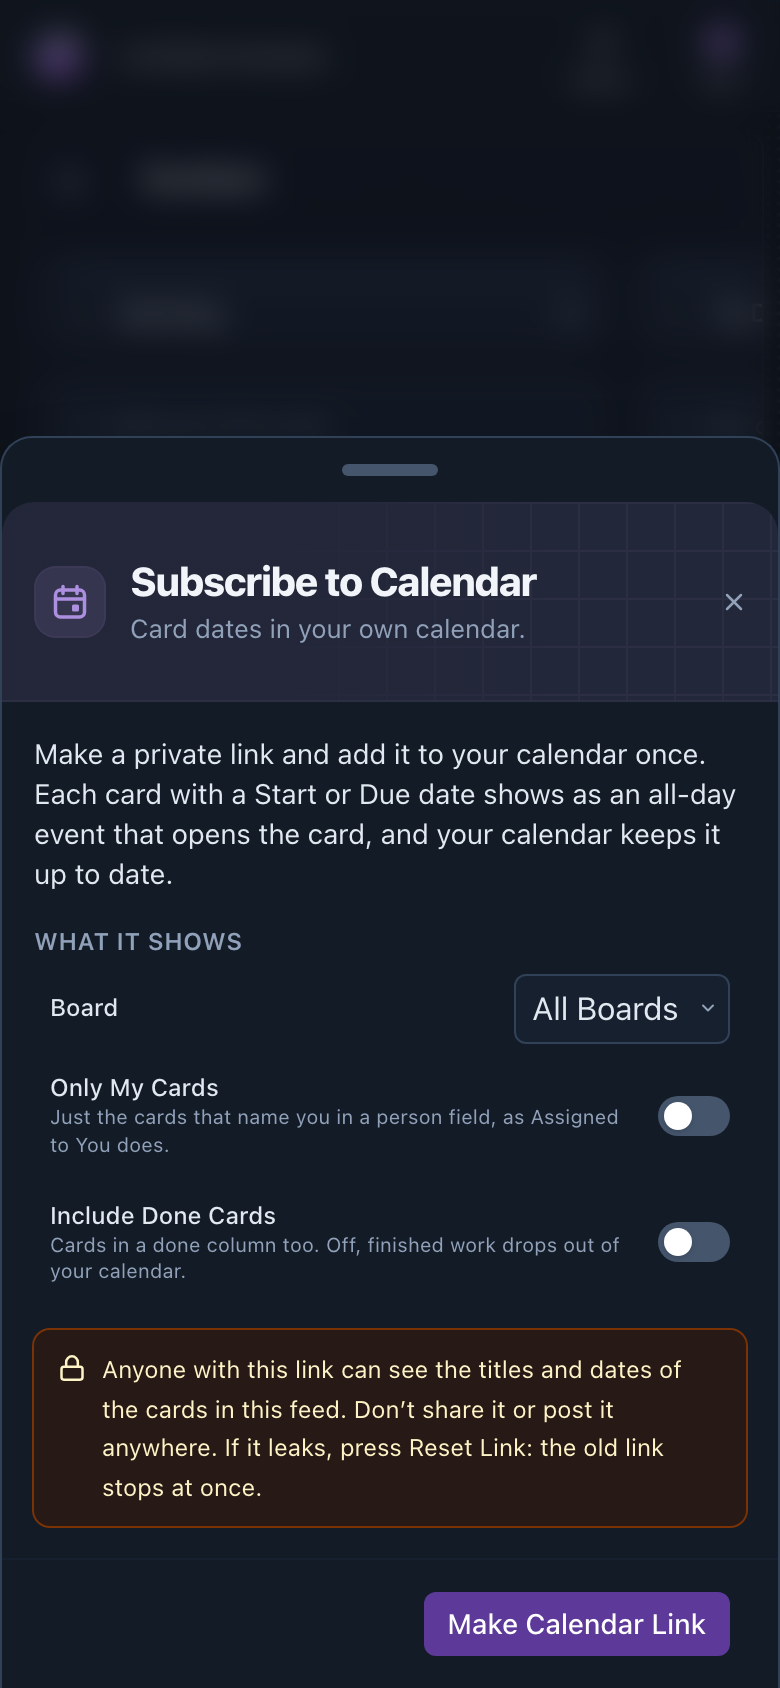 Subscribe to Calendar
Card dates in your own calendar.
Make a private link and add it to your calendar once.
Each card with a Start or Due date shows as an all-day
event that opens the card, and your calendar keeps it
up to date.
WHAT IT SHOWS
Board
All Boards
Only My Cards
Just the cards that name you in a person field, as Assigned
to You does.
Include Done Cards
Cards in a done column too. Off, finished work drops out of
your calendar.
Anyone with this link can see the titles and dates of
the cards in this feed. Don’t share it or post it
anywhere. If it leaks, press Reset Link: the old link
stops at once.
Make Calendar Link